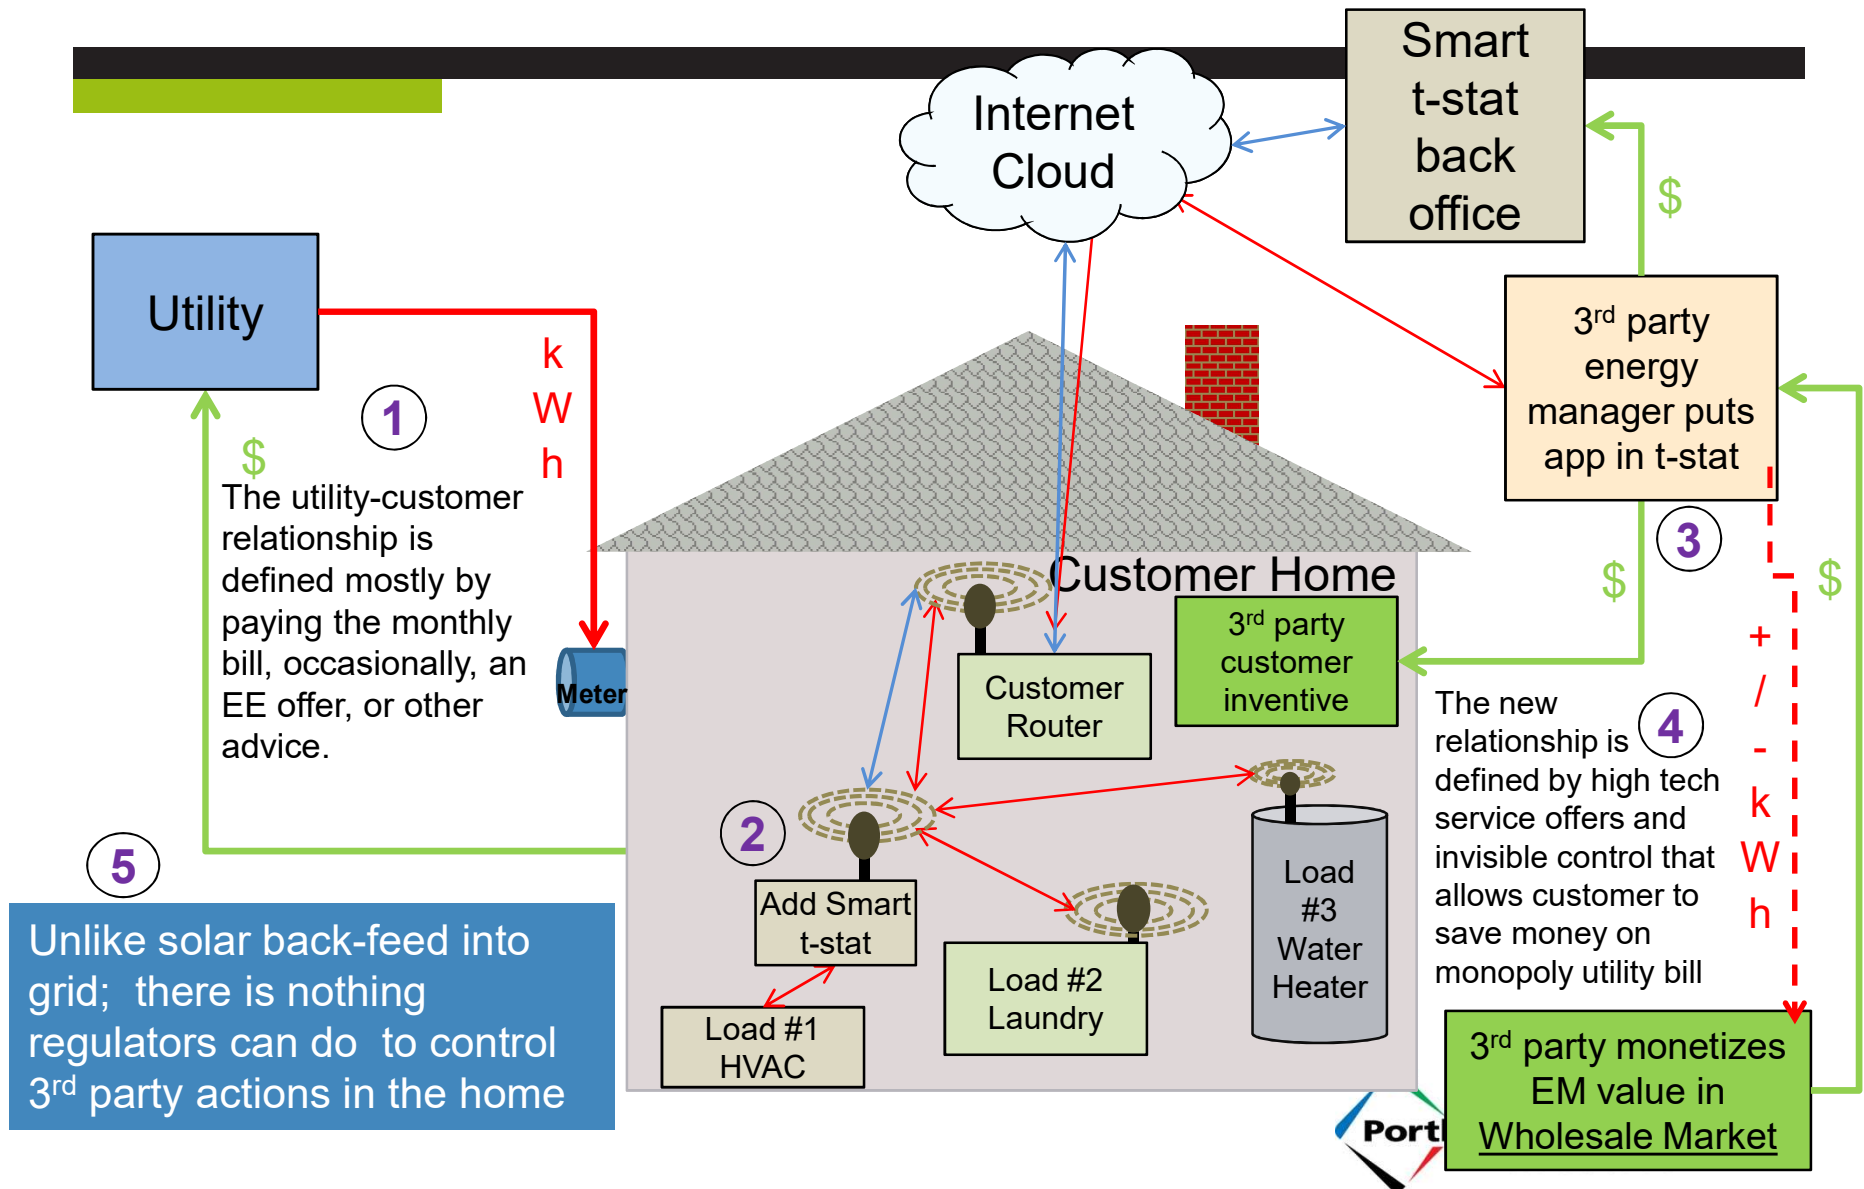 Smart
t-stat
back
office
Internet
Cloud
$
Utility
k
W
h
3rd party
energy
manager puts
app in t-stat
1
$
The utility-customer
relationship is
defined mostly by
paying the monthly
bill, occasionally, an
EE offer, or other
advice.
3
$
$
Customer Home
3rd party
customer
inventive
Meter
Customer
Router
+
/
-
k
W
h
4
The new
relationship is
defined by high tech
service offers and
invisible control that
allows customer to
save money on
monopoly utility bill
2
Add Smart
t-stat
Load
#3
Water
Heater
Load #2
Laundry
Load #1
HVAC
5
Unlike solar back-feed into
grid;  there is nothing
regulators can do  to control
3rd party actions in the home
3rd party monetizes
EM value in
Wholesale Market